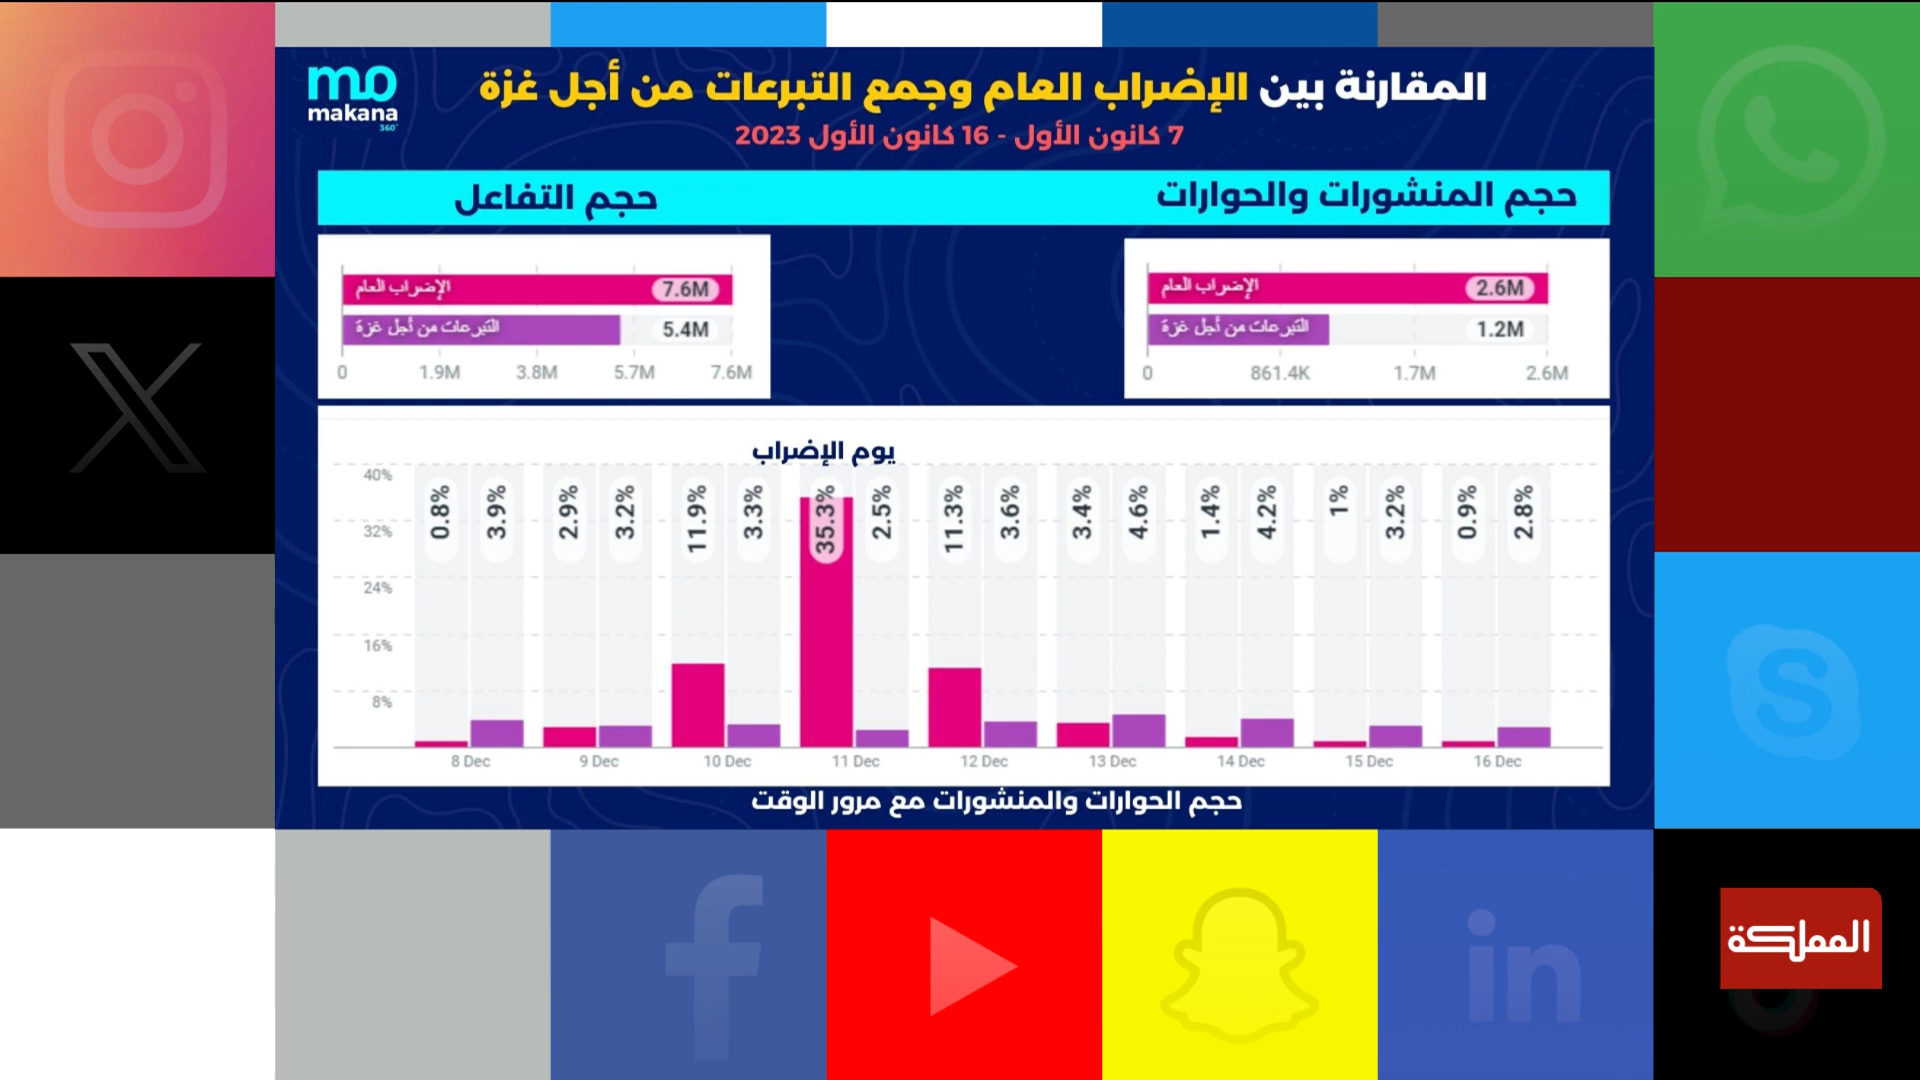 mo
makana
360°
المقارنة بين الإضراب العام وجمع التبرعات من أجل غزة
7 كانون الأول - 16 كانون الأول 2023
حجم المنشورات والحوارات
حجم التفاعل
الإضراب العام 2.6M
التبرعات من أجل غزة 1.2M
0 861.4K 1.7M 2.6M
الإضراب العام 7.6M
التبرعات من أجل غزة 5.4M
0 1.9M 3.8M 5.7M 7.6M
يوم الإضراب
40%
32%
24%
16%
8%
0.8% 3.9% 2.9% 3.2% 11.9% 3.3% 35.3% 2.5% 11.3% 3.6% 3.4% 4.6% 1.4% 4.2% 1% 3.2% 0.9% 2.8%
8 Dec 9 Dec 10 Dec 11 Dec 12 Dec 13 Dec 14 Dec 15 Dec 16 Dec
حجم الحوارات والمنشورات مع مرور الوقت
in
المملكة